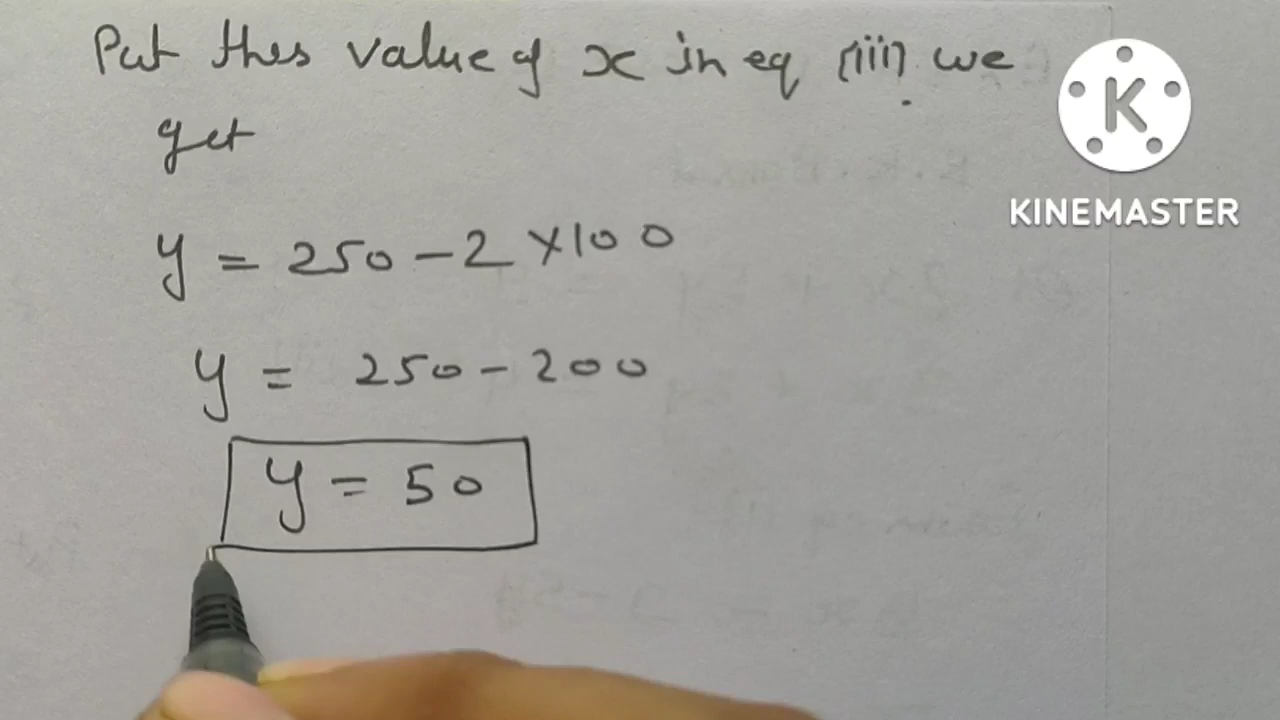 Put this value of x in eq (iii) we
get
y = 250 - 2 × 100
y = 250 - 200
y = 50
K
KINEMASTER